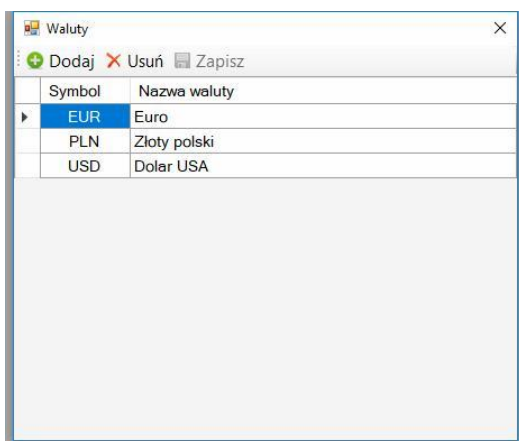 Waluty
Dodaj Usuń Zapisz
Symbol Nazwa waluty
EUR Euro
PLN Złoty polski
USD Dolar USA